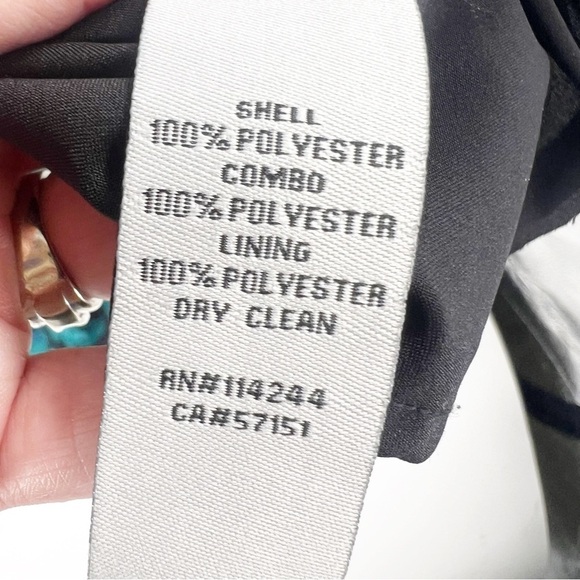 SHELL
100% POLYESTER
COMBO
100% POLYESTER
LINING
100% POLYESTER
DRY CLEAN
RN#114244
CA#57151